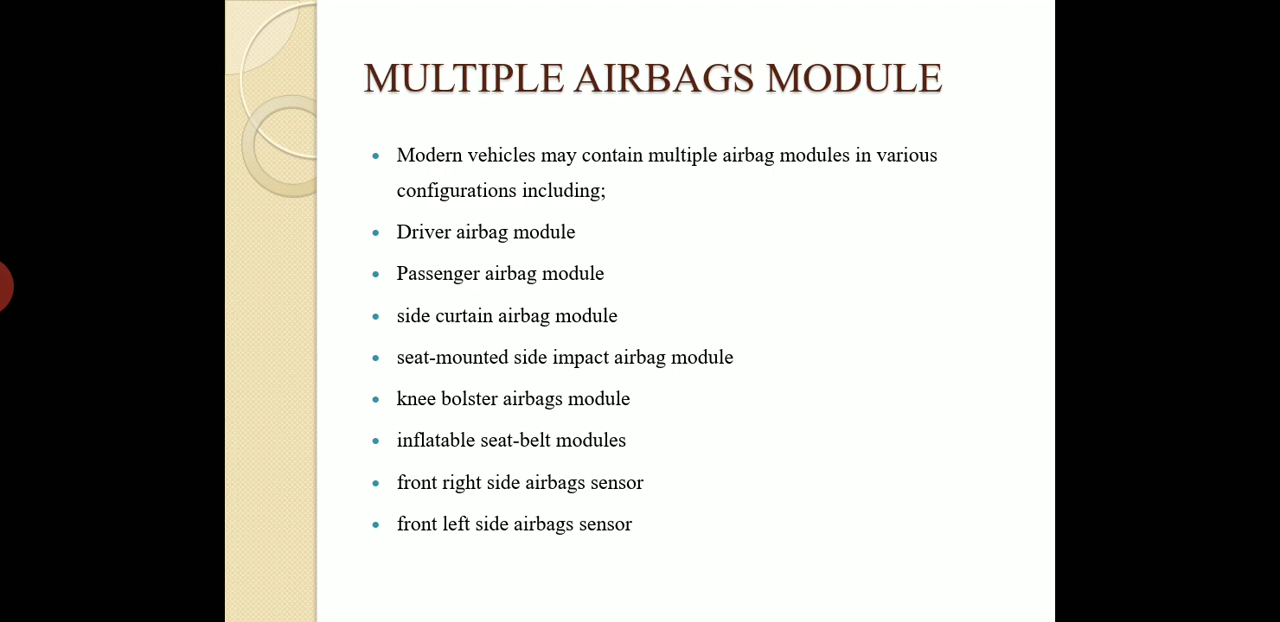 MULTIPLE AIRBAGS MODULE
Modern vehicles may contain multiple airbag modules in various
configurations including;
Driver airbag module
Passenger airbag module
side curtain airbag module
seat-mounted side impact airbag module
knee bolster airbags module
inflatable seat-belt modules
front right side airbags sensor
front left side airbags sensor